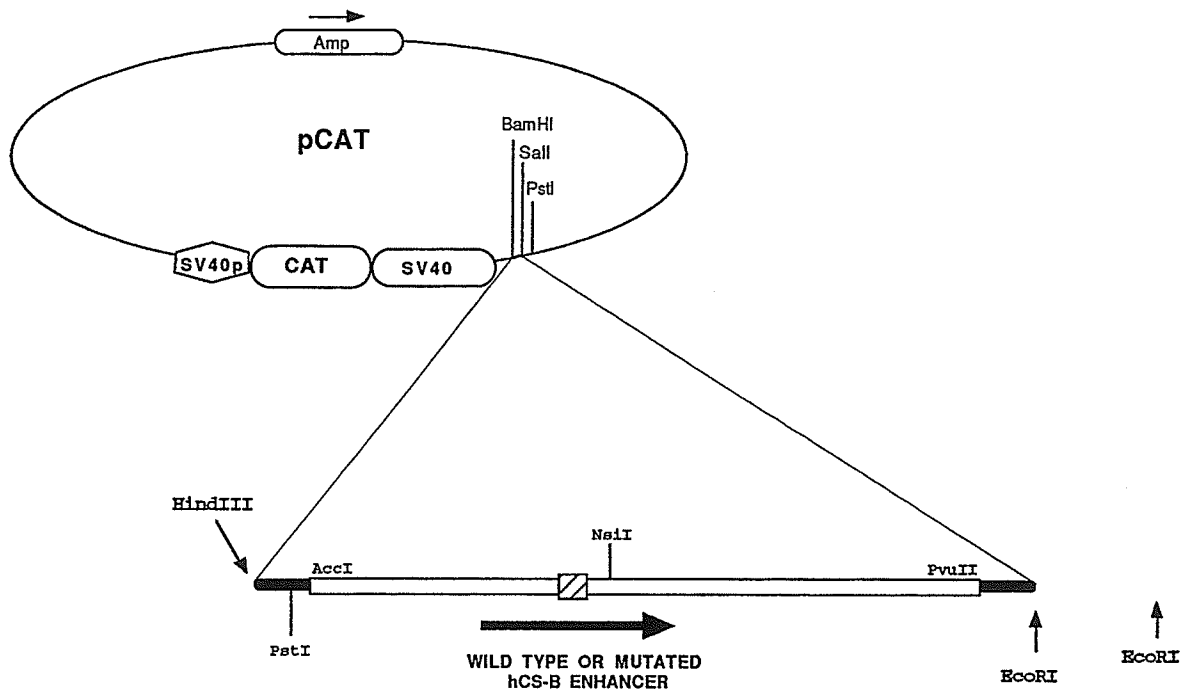 Amp
pCAT
BamHI
SalI
PstI
SV40p
CAT
SV40
HindIII
NsiI
AccI
PvuII
PstI
WILD TYPE OR MUTATED
hCS-B ENHANCER
EcoRI
EcoRI